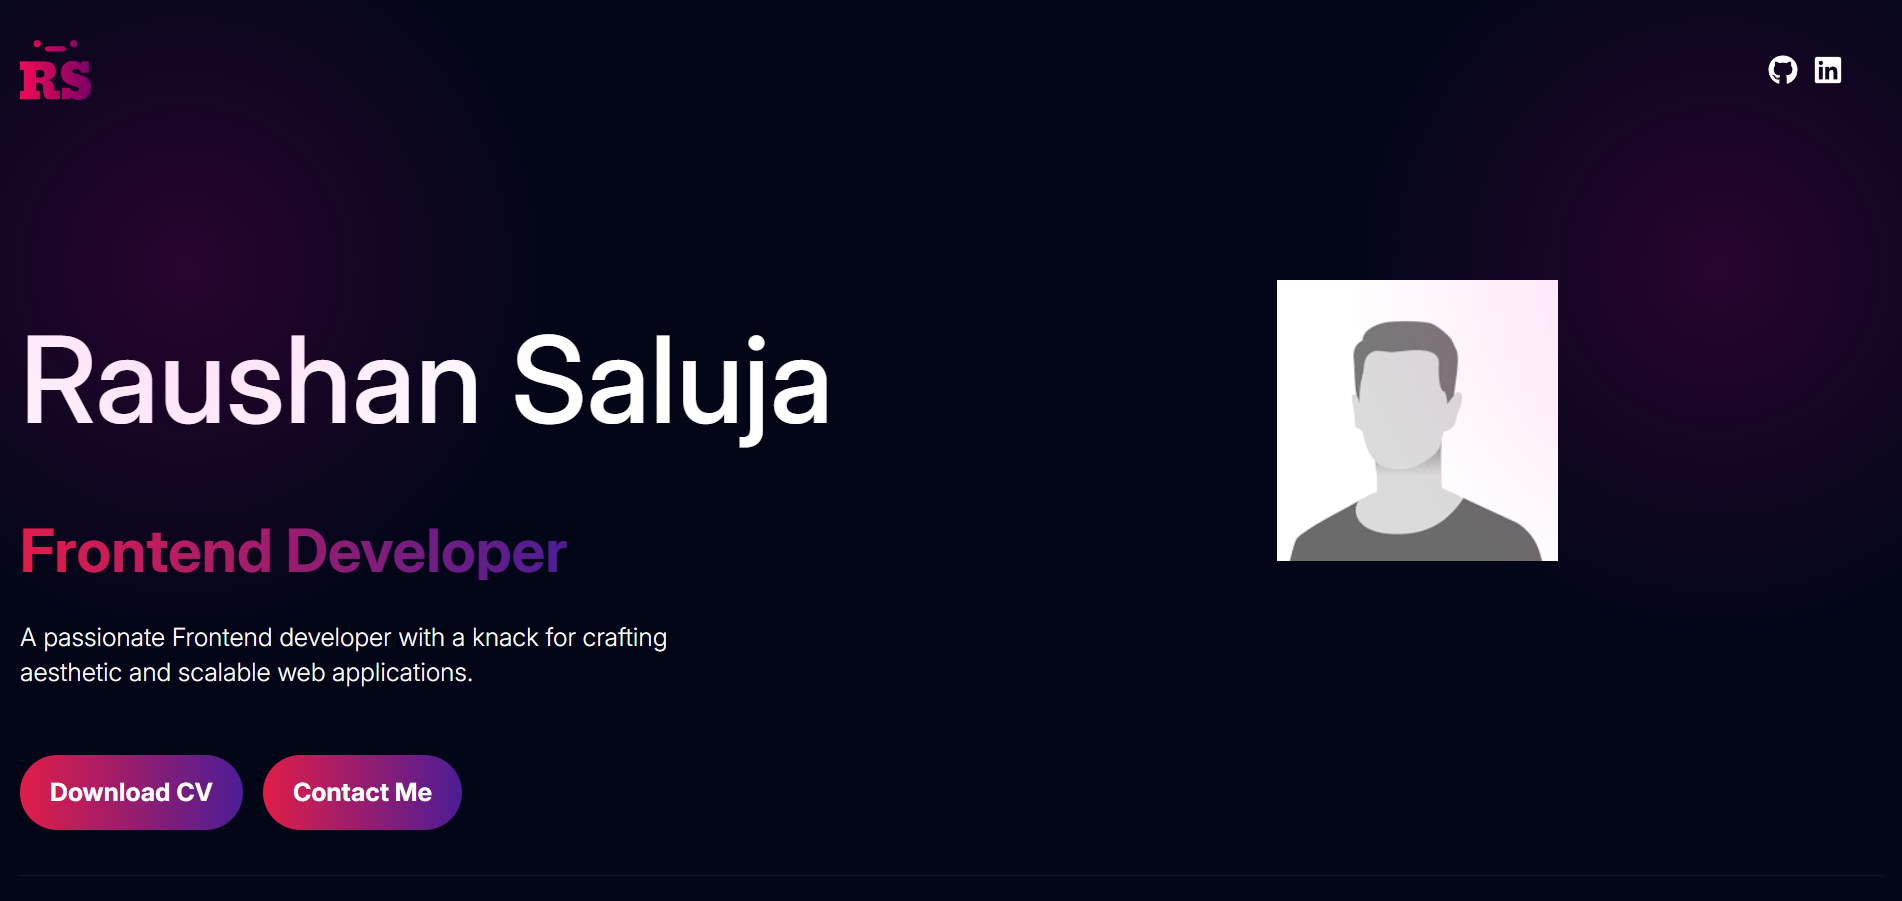 RS
Raushan Saluja
Frontend Developer
A passionate Frontend developer with a knack for crafting
aesthetic and scalable web applications.
Download CV
Contact Me